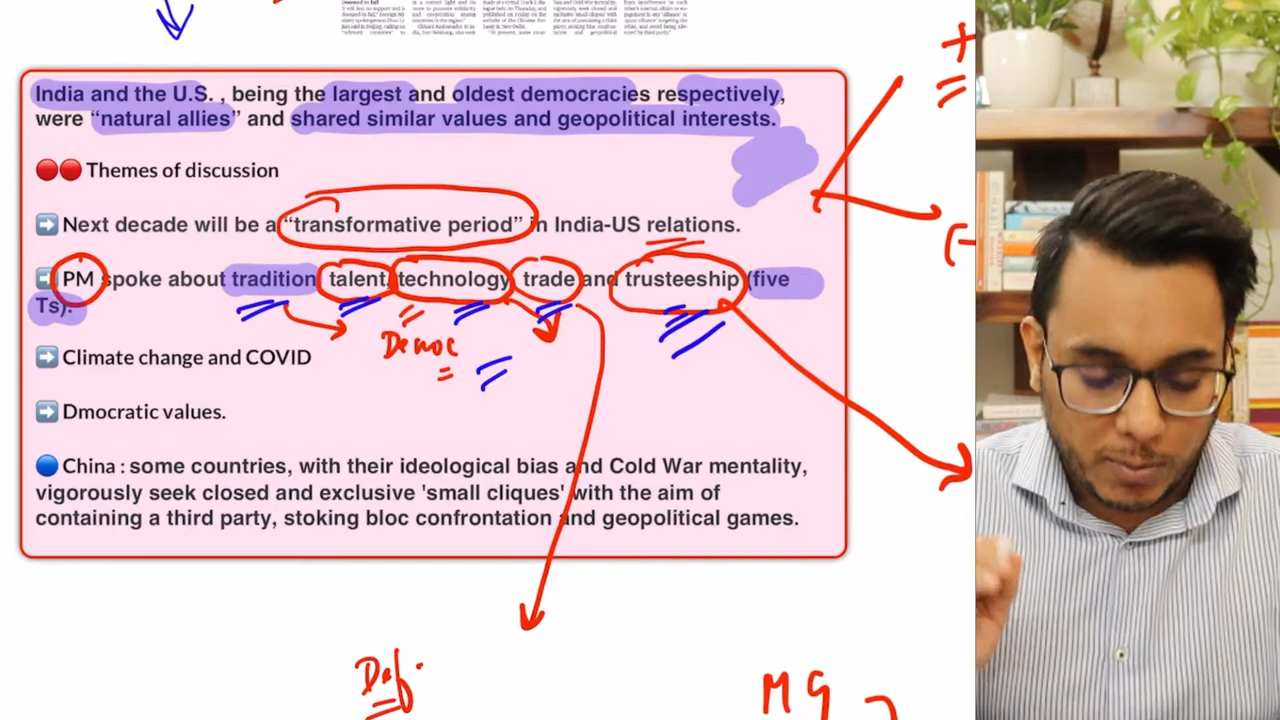 India and the U.S. , being the largest and oldest democracies respectively,
were “natural allies” and shared similar values and geopolitical interests.
🔴🔴 Themes of discussion
➡️ Next decade will be a “transformative period” in India-US relations.
➡️ PM spoke about tradition talent, technology, trade and trusteeship (five
Ts).
Democ
➡️ Climate change and COVID
➡️ Dmocratic values.
🔵 China : some countries, with their ideological bias and Cold War mentality,
vigorously seek closed and exclusive 'small cliques' with the aim of
containing a third party, stoking bloc confrontation and geopolitical games.
MG